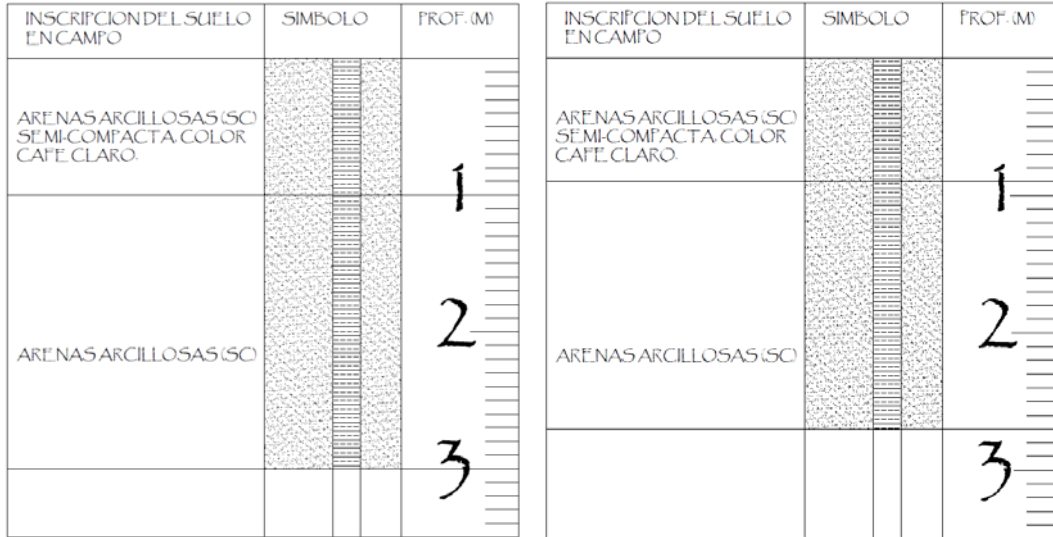 INSCRIPCION DEL SUELO
EN CAMPO
SIMBOLO
PROF. (M)
ARENAS ARCILLOSAS (SC)
SEMI-COMPACTA, COLOR
CAFE CLARO.
1
2
ARENAS ARCILLOSAS (SC)
3
INSCRIPCION DEL SUELO
EN CAMPO
SIMBOLO
PROF. (M)
ARENAS ARCILLOSAS (SC)
SEMI-COMPACTA, COLOR
CAFE CLARO.
1
2
ARENAS ARCILLOSAS (SC)
3